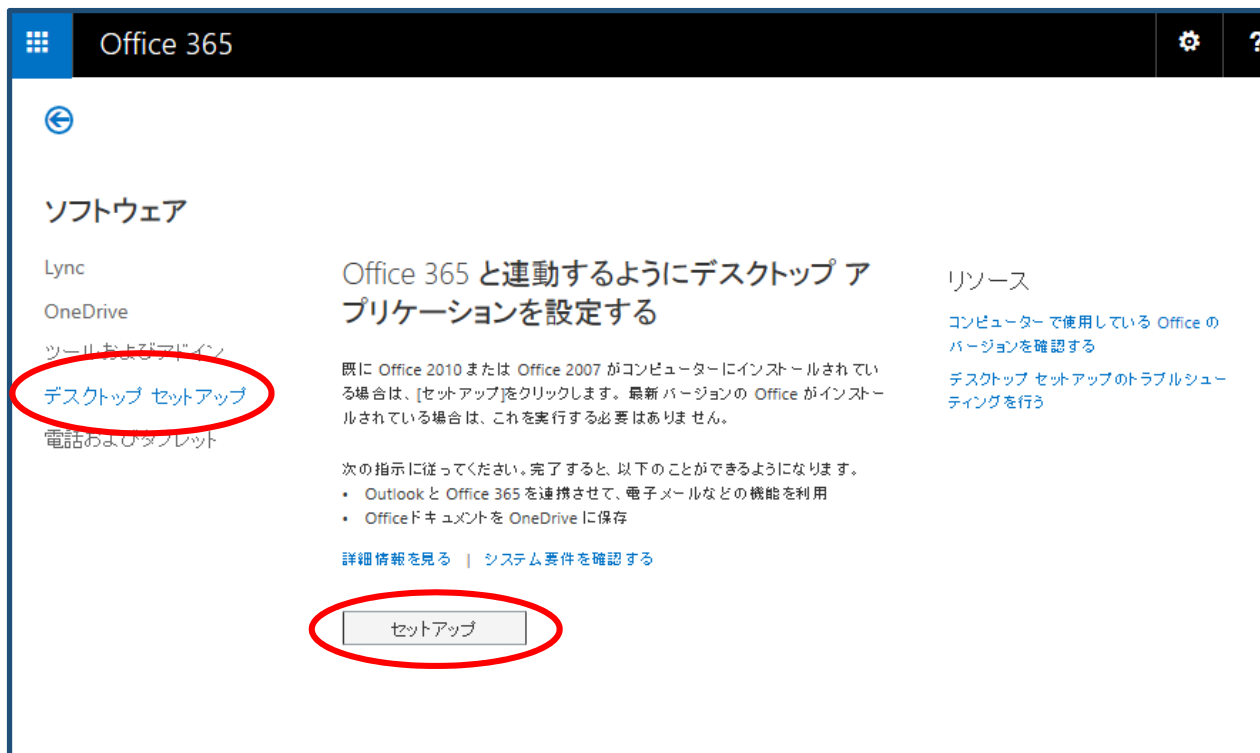 Office 365
?
ソフトウェア
Lync
OneDrive
ツールおよびアドイン
デスクトップ セットアップ
電話およびタブレット
Office 365 と連動するようにデスクトップ ア
プリケーションを設定する
既に Office 2010 または Office 2007 がコンピューターにインストールされてい
る場合は、[セットアップ]をクリックします。最新バージョンの Office がインストー
ルされている場合は、これを実行する必要はありません。
次の指示に従ってください。完了すると、以下のことができるようになります。
• Outlook と Office 365 を連携させて、電子メールなどの機能を利用
• Officeドキュメントを OneDrive に保存
詳細情報を見る | システム要件を確認する
セットアップ
リソース
コンピューターで使用している Office の
バージョンを確認する
デスクトップ セットアップのトラブルシュー
ティングを行う